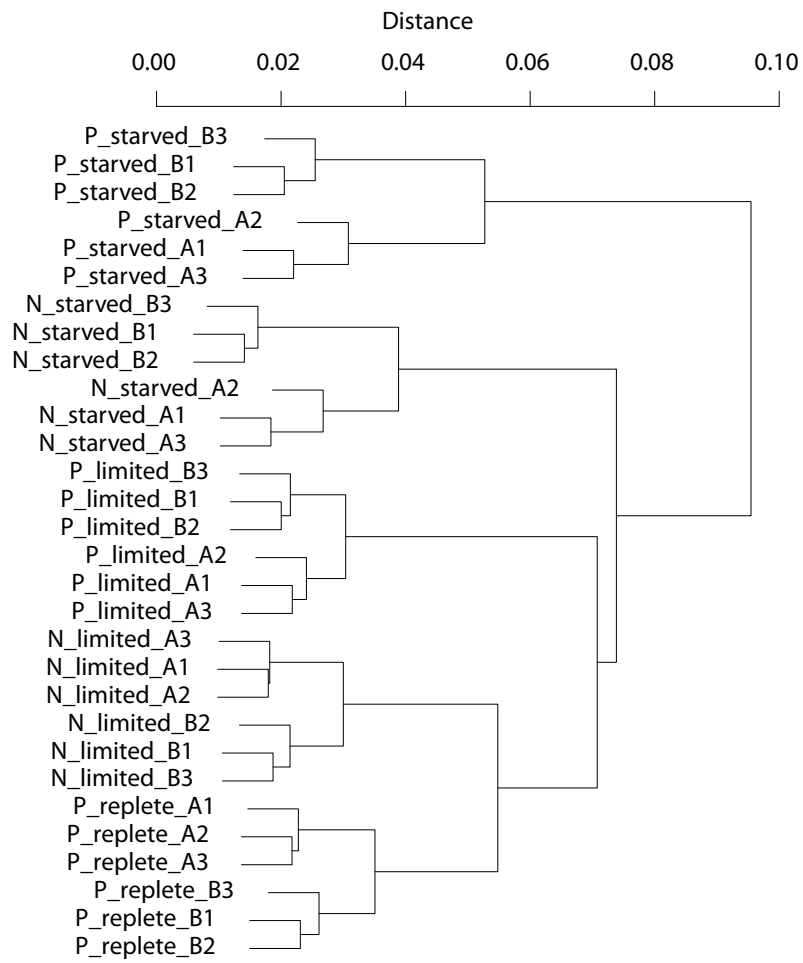 Distance
0.00 0.02 0.04 0.06 0.08 0.10
P_starved_B3
P_starved_B1
P_starved_B2
P_starved_A2
P_starved_A1
P_starved_A3
N_starved_B3
N_starved_B1
N_starved_B2
N_starved_A2
N_starved_A1
N_starved_A3
P_limited_B3
P_limited_B1
P_limited_B2
P_limited_A2
P_limited_A1
P_limited_A3
N_limited_A3
N_limited_A1
N_limited_A2
N_limited_B2
N_limited_B1
N_limited_B3
P_replete_A1
P_replete_A2
P_replete_A3
P_replete_B3
P_replete_B1
P_replete_B2